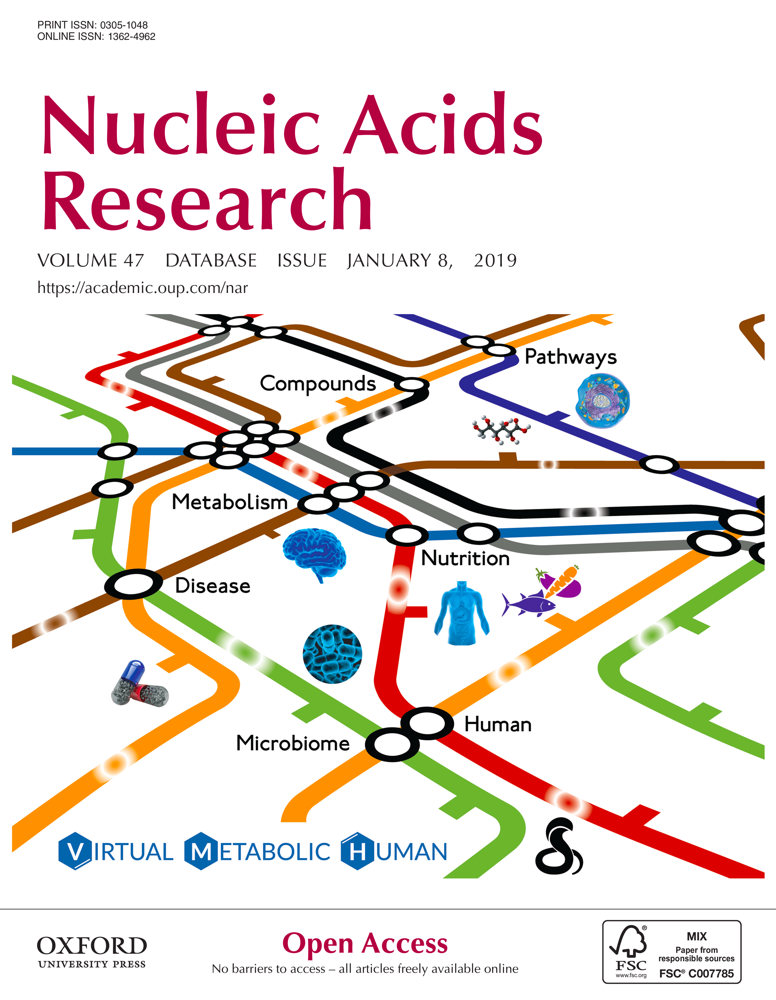 PRINT ISSN: 0305-1048
ONLINE ISSN: 1362-4962
Nucleic Acids
Research
VOLUME 47 DATABASE ISSUE JANUARY 8, 2019
https://academic.oup.com/nar
Pathways
Compounds
Metabolism
Nutrition
Disease
Human
Microbiome
VIRTUAL METABOLIC HUMAN
OXFORD
UNIVERSITY PRESS
Open Access
No barriers to access – all articles freely available online
®
FSC
www.fsc.org
MIX
Paper from
responsible sources
FSC® C007785